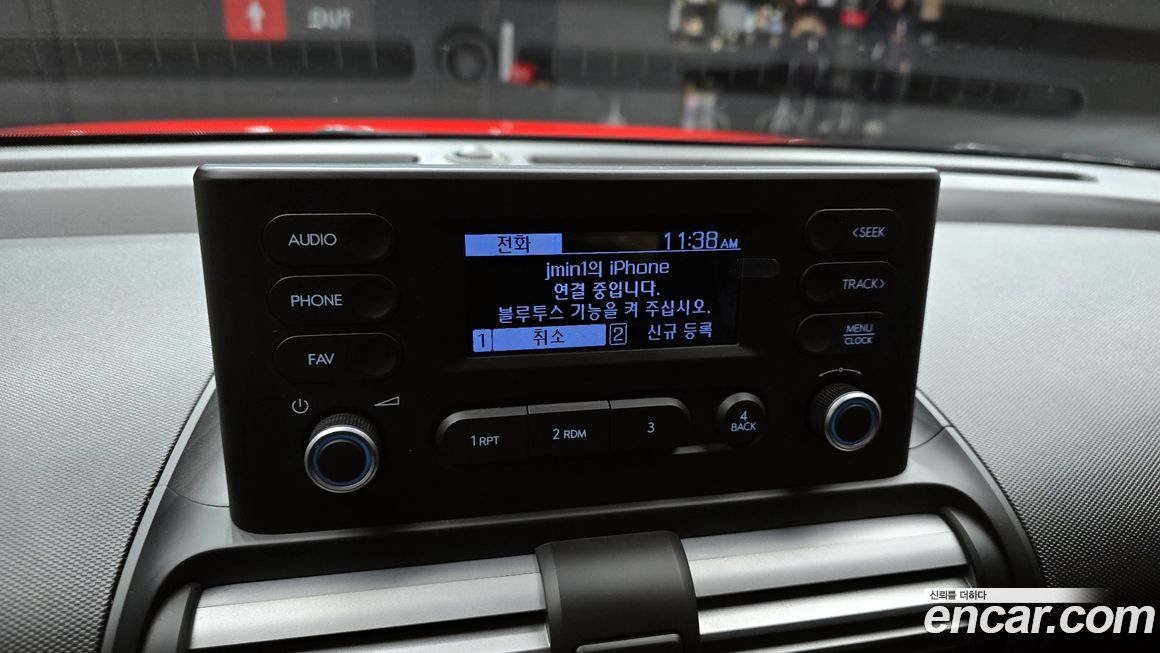 OUT
AUDIO
PHONE
FAV
전화
11:38 AM
jmin1의 iPhone
연결 중입니다.
블루투스 기능을 켜 주십시오.
1 취소 2 신규 등록
<SEEK
TRACK>
MENU
CLOCK
1 RPT
2 RDM
3
4
BACK
신뢰를 더하다
encar.com